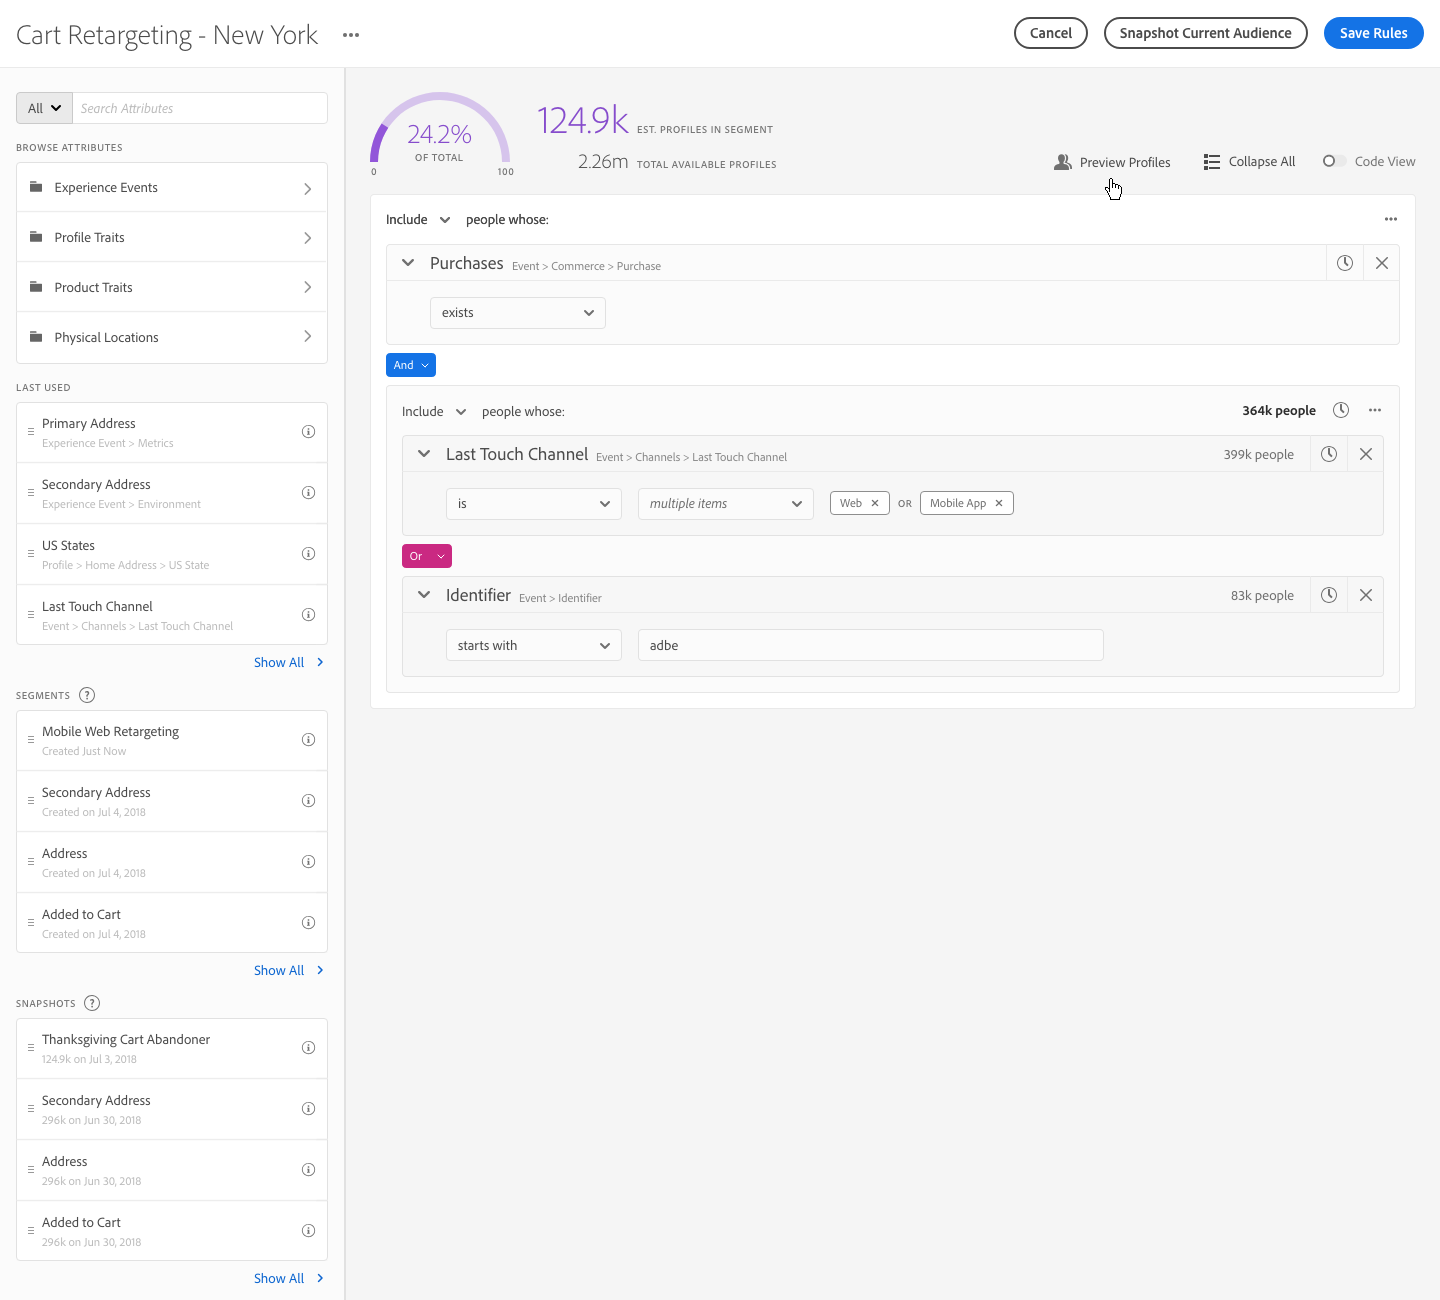 Cart Retargeting - New York
Cancel
Snapshot Current Audience
Save Rules
All
Search Attributes
BROWSE ATTRIBUTES
Experience Events
Profile Traits
Product Traits
Physical Locations
LAST USED
Primary Address
Experience Event > Metrics
Secondary Address
Experience Event > Environment
US States
Profile > Home Address > US State
Last Touch Channel
Event > Channels > Last Touch Channel
Show All
SEGMENTS ?
Mobile Web Retargeting
Created Just Now
Secondary Address
Created on Jul 4, 2018
Address
Created on Jul 4, 2018
Added to Cart
Created on Jul 4, 2018
Show All
SNAPSHOTS ?
Thanksgiving Cart Abandoner
124.9k on Jul 3, 2018
Secondary Address
296k on Jun 30, 2018
Address
296k on Jun 30, 2018
Added to Cart
296k on Jun 30, 2018
Show All
24.2%
OF TOTAL
0 100
124.9k EST. PROFILES IN SEGMENT
2.26m TOTAL AVAILABLE PROFILES
Preview Profiles
Collapse All
Code View
Include people whose:
Purchases Event > Commerce > Purchase
exists
And
Include people whose:
364k people
Last Touch Channel Event > Channels > Last Touch Channel
399k people
is
multiple items
Web OR Mobile App
Or
Identifier Event > Identifier
83k people
starts with
adbe